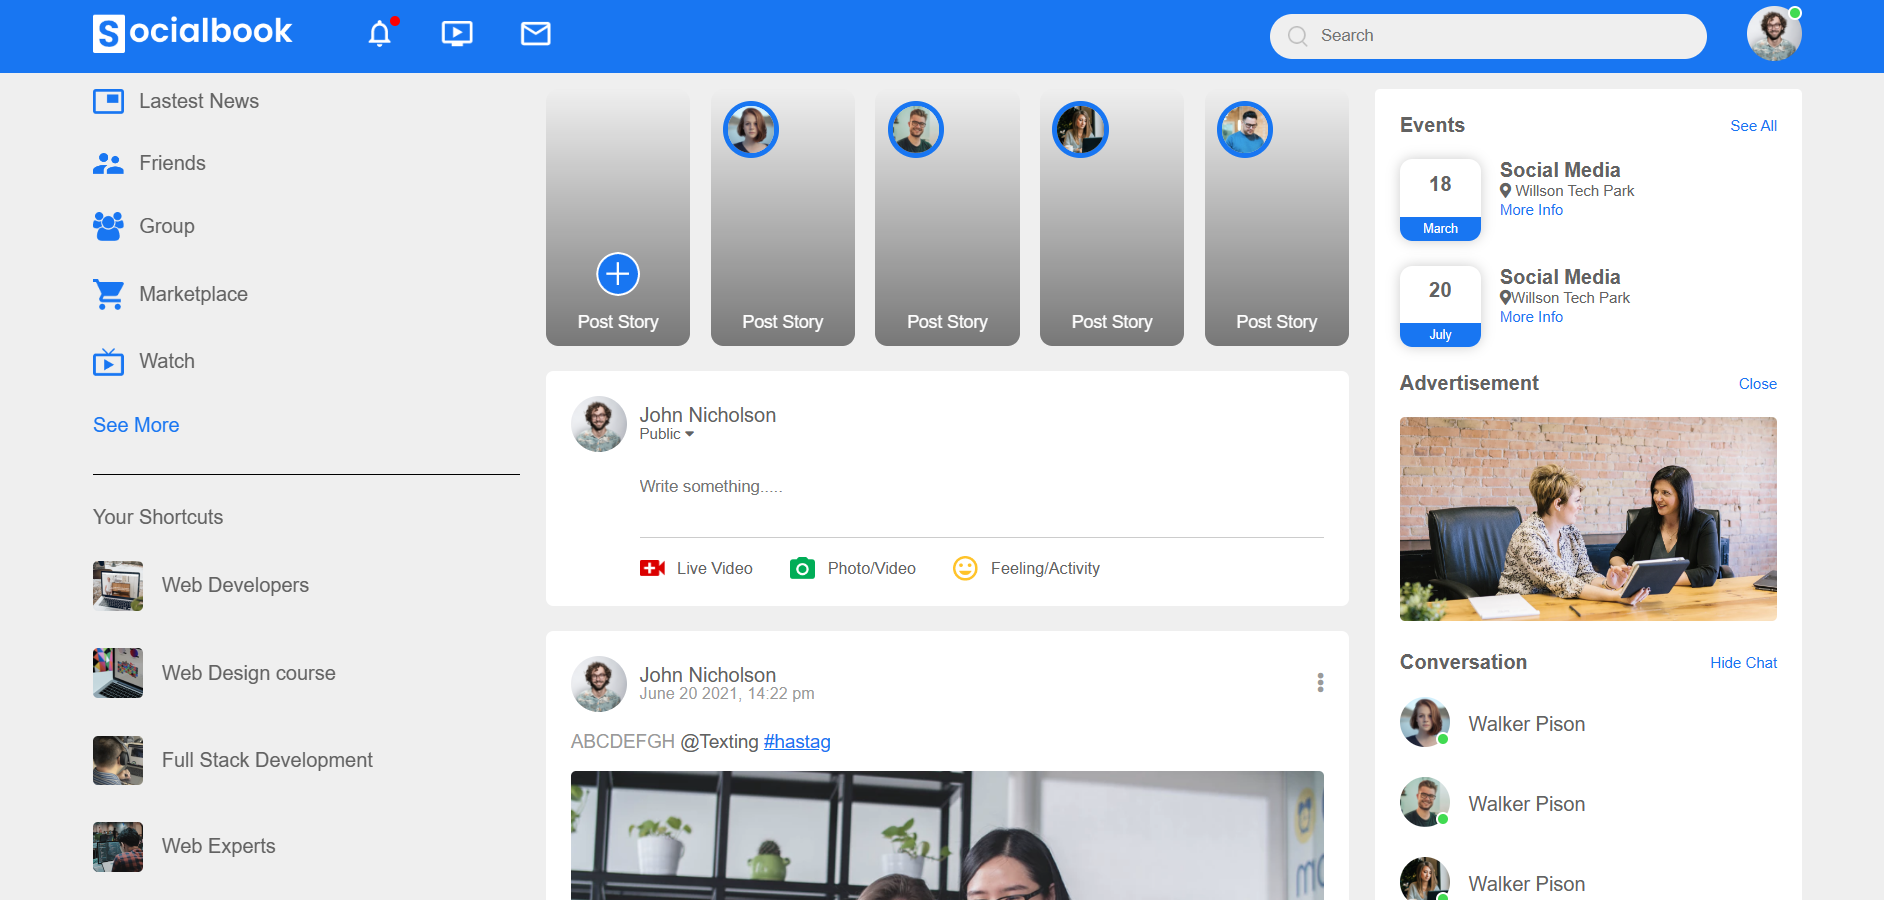 Socialbook
Search
Lastest News
Friends
Group
Marketplace
Watch
See More
Your Shortcuts
Web Developers
Web Design course
Full Stack Development
Web Experts
Post Story
Post Story
Post Story
Post Story
Post Story
John Nicholson
Public
Write something.....
Live Video
Photo/Video
Feeling/Activity
John Nicholson
June 20 2021, 14:22 pm
ABCDEFGH @Texting #hastag
Events
See All
18
March
Social Media
Willson Tech Park
More Info
20
July
Social Media
Willson Tech Park
More Info
Advertisement
Close
Conversation
Hide Chat
Walker Pison
Walker Pison
Walker Pison